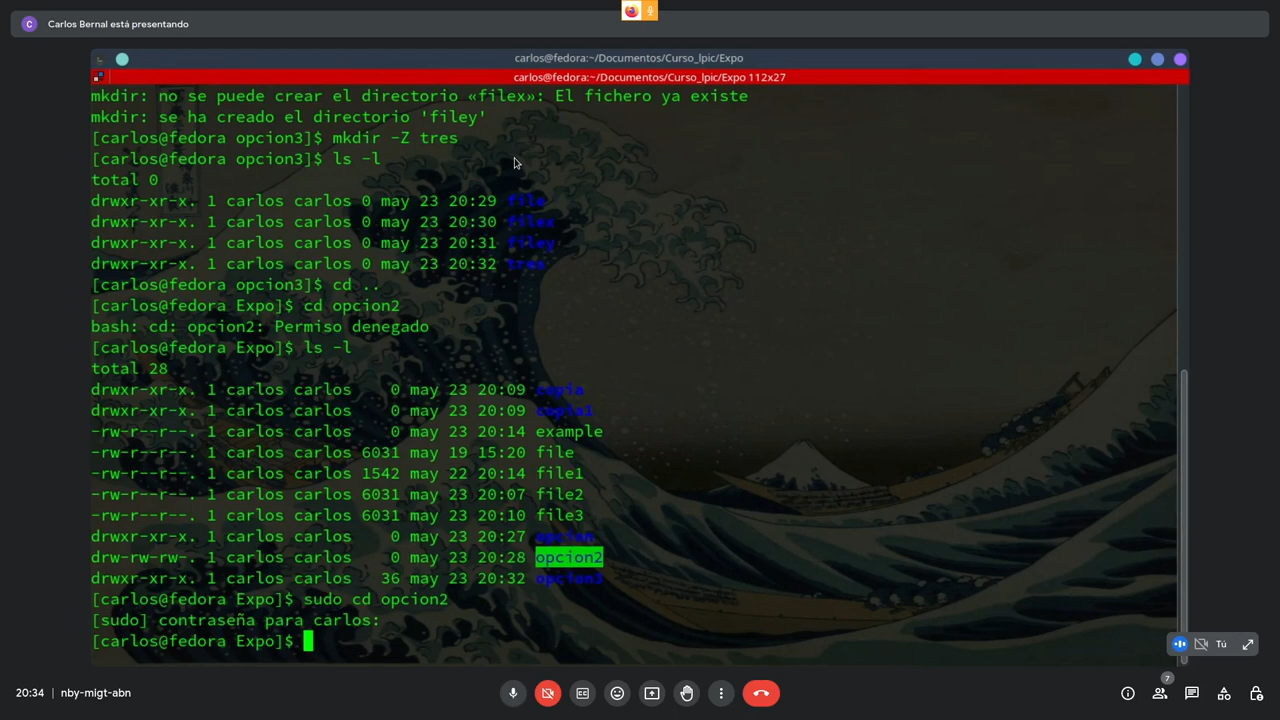 C Carlos Bernal está presentando
carlos@fedora:~/Documentos/Curso_lpic/Expo
carlos@fedora:~/Documentos/Curso_lpic/Expo 112x27
mkdir: no se puede crear el directorio «filex»: El fichero ya existe
mkdir: se ha creado el directorio 'filey'
[carlos@fedora opcion3]$ mkdir -Z tres
[carlos@fedora opcion3]$ ls -l
total 0
drwxr-xr-x. 1 carlos carlos 0 may 23 20:29 file
drwxr-xr-x. 1 carlos carlos 0 may 23 20:30 filex
drwxr-xr-x. 1 carlos carlos 0 may 23 20:31 filey
drwxr-xr-x. 1 carlos carlos 0 may 23 20:32 tres
[carlos@fedora opcion3]$ cd ..
[carlos@fedora Expo]$ cd opcion2
bash: cd: opcion2: Permiso denegado
[carlos@fedora Expo]$ ls -l
total 28
drwxr-xr-x. 1 carlos carlos    0 may 23 20:09 copia
drwxr-xr-x. 1 carlos carlos    0 may 23 20:09 copia1
-rw-r--r--. 1 carlos carlos    0 may 23 20:14 example
-rw-r--r--. 1 carlos carlos 6031 may 19 15:20 file
-rw-r--r--. 1 carlos carlos 1542 may 22 20:14 file1
-rw-r--r--. 1 carlos carlos 6031 may 23 20:07 file2
-rw-r--r--. 1 carlos carlos 6031 may 23 20:10 file3
drwxr-xr-x. 1 carlos carlos    0 may 23 20:27 opcion
drw-rw-rw-. 1 carlos carlos    0 may 23 20:28 opcion2
drwxr-xr-x. 1 carlos carlos   36 may 23 20:32 opcion3
[carlos@fedora Expo]$ sudo cd opcion2
[sudo] contraseña para carlos:
[carlos@fedora Expo]$
Tú
20:34 | nby-migt-abn
7